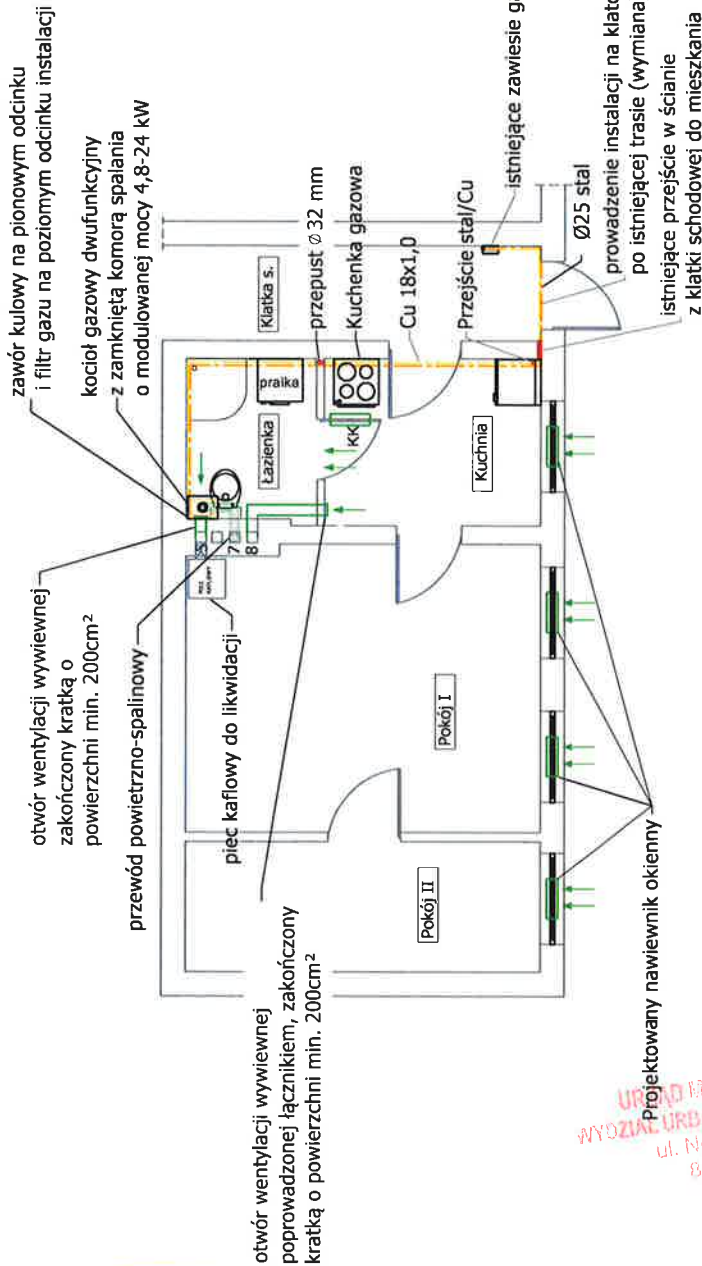 zawór kulowy na pionowym odcinku
i filtr gazu na poziomym odcinku instalacji
kocioł gazowy dwufunkcyjny
z zamkniętą komorą spalania
o modulowanej mocy 4,8-24 kW
otwór wentylacji wywiewnej
zakończony kratką o
powierzchni min. 200cm²
przewód powietrzno-spalinowy
piec kaflowy do likwidacji
otwór wentylacji wywiewnej
poprowadzonej łącznikiem, zakończony
kratką o powierzchni min. 200cm²
Klatka s.
przepust ∅ 32 mm
Kuchenka gazowa
Cu 18x1,0
Przejście stal/Cu
istniejące zawiesie
Ø25 stal
prowadzenie instalacji na
po istniejącej trasie (wymiana
istniejące przejście w ścianie
z klatki schodowej do mieszkania
pralka
Łazienka
KK
Kuchnia
7
8
PIEC
KAFLOWY
Pokój I
Pokój II
Projektowany nawiewnik okienny
URZĄD
WYDZIAŁ URB
ul.
8